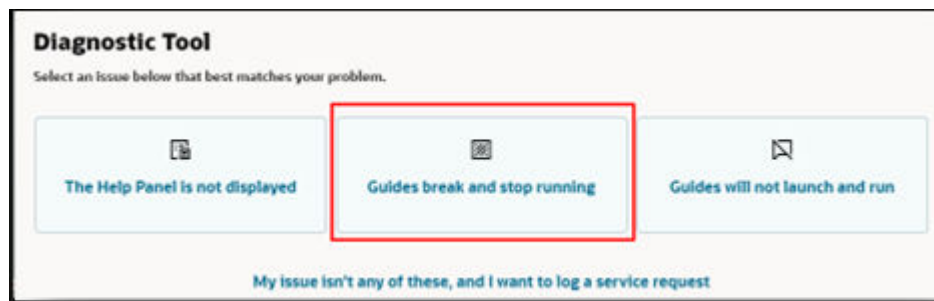 Diagnostic Tool
Select an issue below that best matches your problem.
The Help Panel is not displayed
Guides break and stop running
Guides will not launch and run
My issue isn't any of these, and I want to log a service request